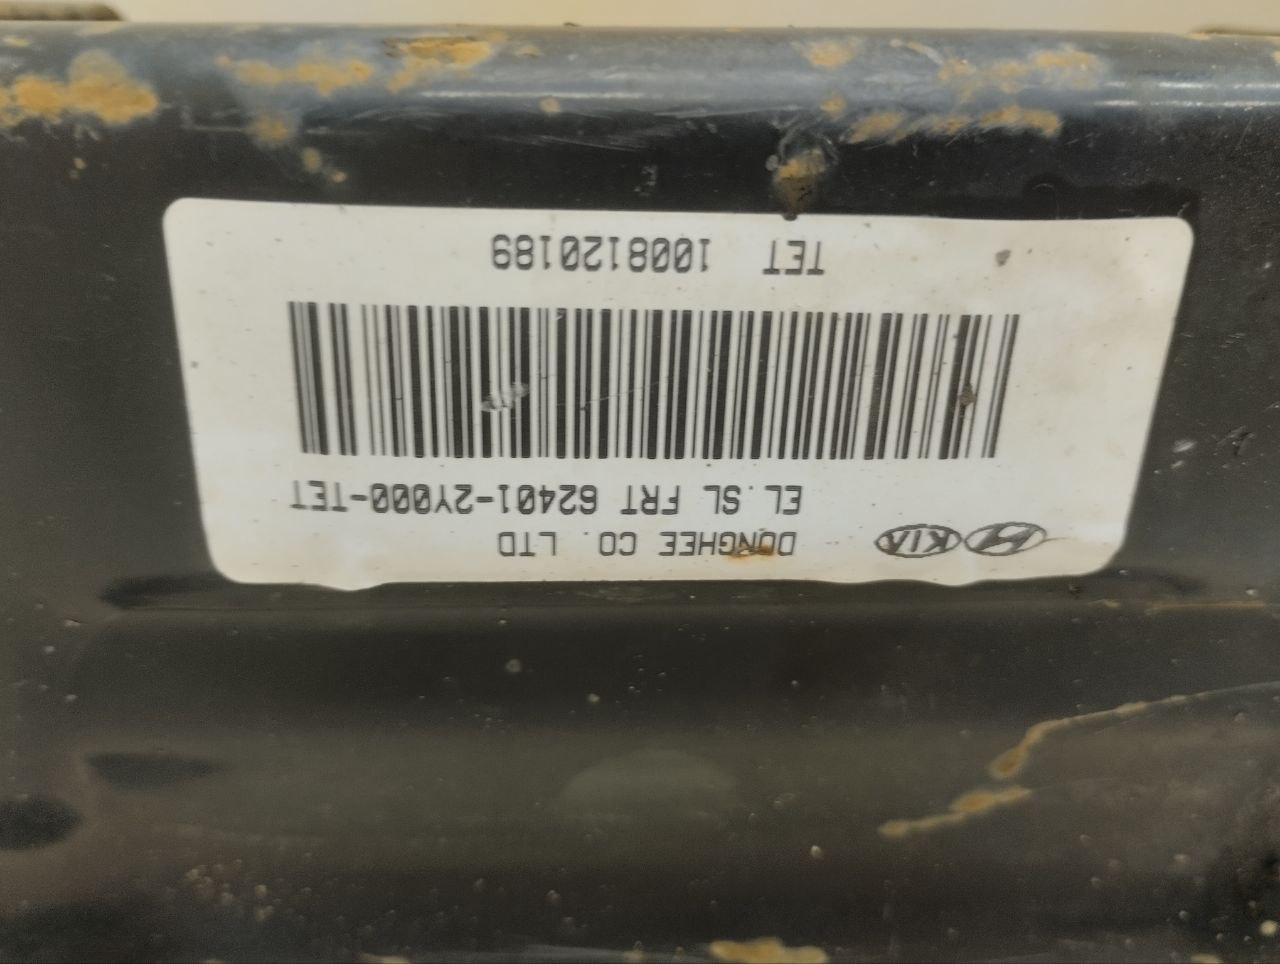 KIA DONGHEE CO. LTD
EL.SL FRT 62401-2Y000-TET
TET 1008120189